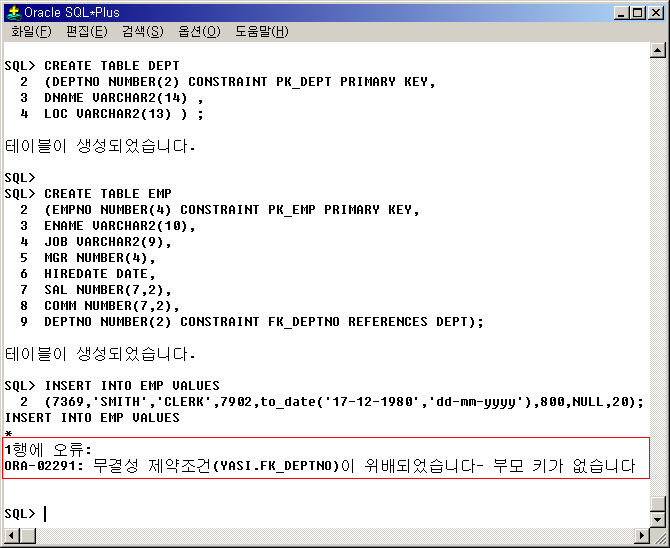 Oracle SQL*Plus
화일(F) 편집(E) 검색(S) 옵션(O) 도움말(H)
SQL> CREATE TABLE DEPT
2 (DEPTNO NUMBER(2) CONSTRAINT PK_DEPT PRIMARY KEY,
3 DNAME VARCHAR2(14) ,
4 LOC VARCHAR2(13) ) ;
테이블이 생성되었습니다.
SQL>
SQL> CREATE TABLE EMP
2 (EMPNO NUMBER(4) CONSTRAINT PK_EMP PRIMARY KEY,
3 ENAME VARCHAR2(10),
4 JOB VARCHAR2(9),
5 MGR NUMBER(4),
6 HIREDATE DATE,
7 SAL NUMBER(7,2),
8 COMM NUMBER(7,2),
9 DEPTNO NUMBER(2) CONSTRAINT FK_DEPTNO REFERENCES DEPT);
테이블이 생성되었습니다.
SQL> INSERT INTO EMP VALUES
2 (7369,'SMITH','CLERK',7902,to_date('17-12-1980','dd-mm-yyyy'),800,NULL,20);
INSERT INTO EMP VALUES
*
1행에 오류:
ORA-02291: 무결성 제약조건(YASI.FK_DEPTNO)이 위배되었습니다- 부모 키가 없습니다
SQL>